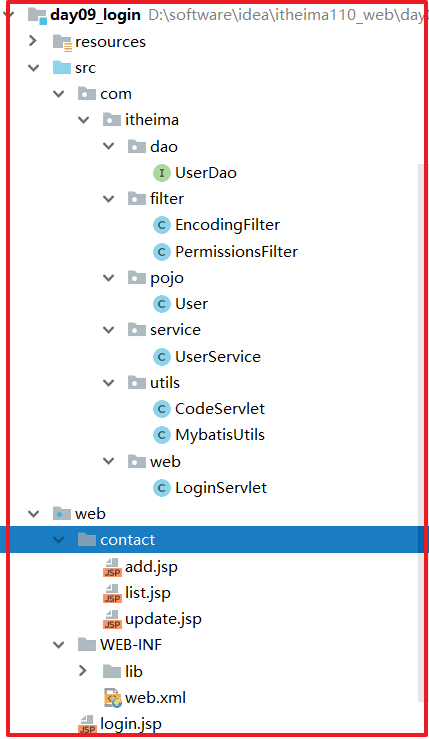 day09_login D:\software\idea\itheima110_web\day
resources
src
com
itheima
dao
I UserDao
filter
C EncodingFilter
C PermissionsFilter
pojo
C User
service
C UserService
utils
C CodeServlet
C MybatisUtils
web
C LoginServlet
web
contact
JSP add.jsp
JSP list.jsp
JSP update.jsp
WEB-INF
lib
web.xml
JSP login.jsp